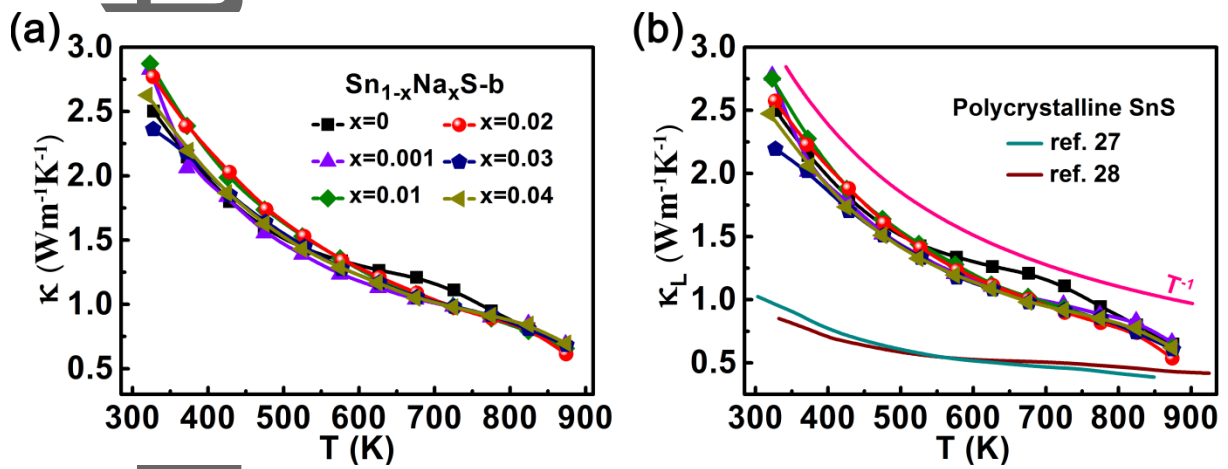 (a)
κ (Wm⁻¹K⁻¹)
3.0
2.5
2.0
1.5
1.0
0.5
Sn₁₋ₓNaₓS-b
x=0 x=0.02
x=0.001 x=0.03
x=0.01 x=0.04
300 400 500 600 700 800 900
T (K)
(b)
κ_L (Wm⁻¹K⁻¹)
3.0
2.5
2.0
1.5
1.0
0.5
Polycrystalline SnS
ref. 27
ref. 28
T⁻¹
300 400 500 600 700 800 900
T (K)